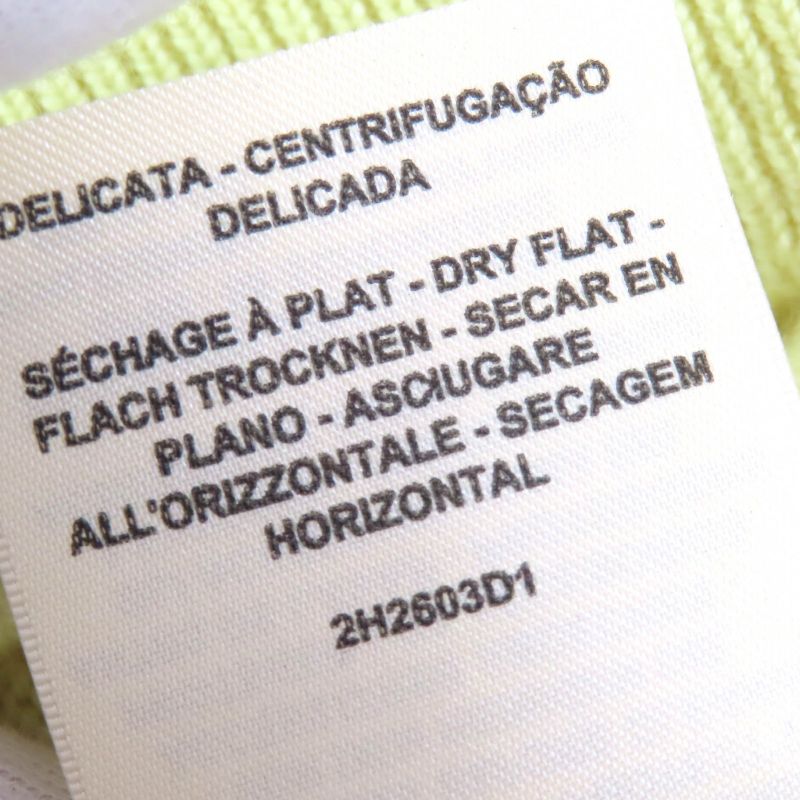 DELICATA - CENTRIFUGAÇÃO
DELICADA
SÉCHAGE À PLAT - DRY FLAT -
FLACH TROCKNEN - SECAR EN
PLANO - ASCIUGARE
ALL'ORIZZONTALE - SECAGEM
HORIZONTAL
2H2603D1